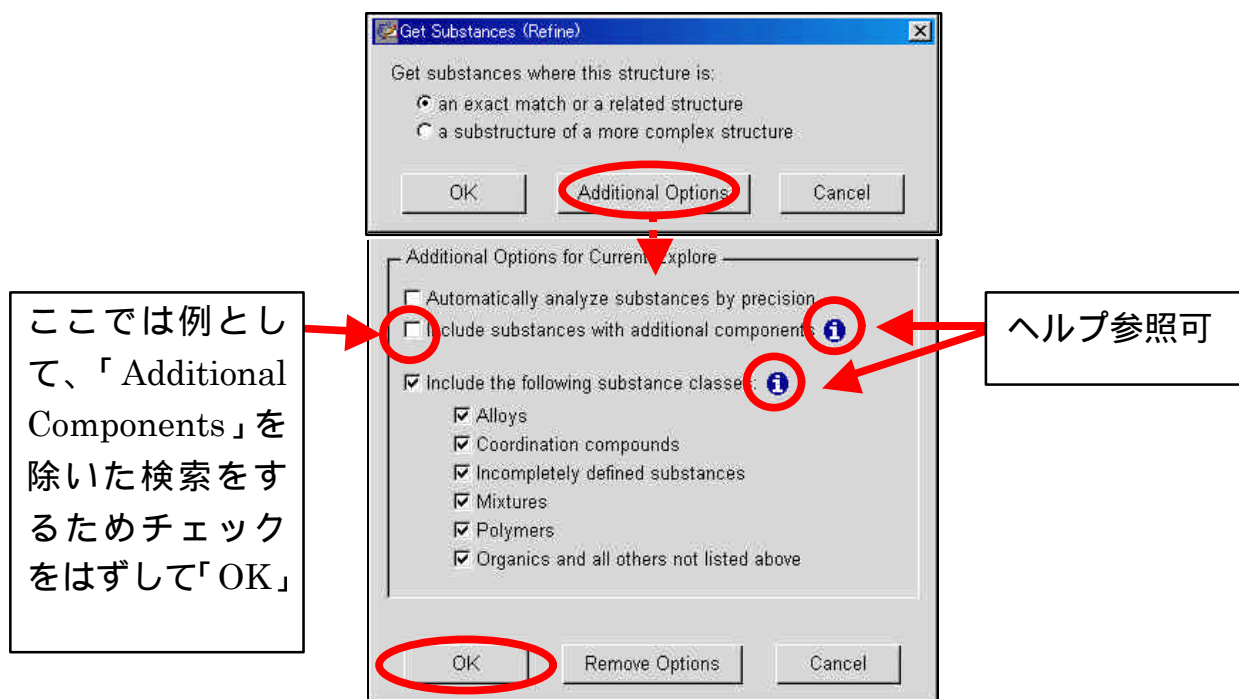 Get Substances (Refine)
Get substances where this structure is:
an exact match or a related structure
a substructure of a more complex structure
OK
Additional Options
Cancel
Additional Options for Current Explore
Automatically analyze substances by precision
Include substances with additional components
Include the following substance classes:
Alloys
Coordination compounds
Incompletely defined substances
Mixtures
Polymers
Organics and all others not listed above
OK
Remove Options
Cancel
ここでは例とし
て、「Additional
Components」を
除いた検索をす
るためチェック
をはずして「OK」
ヘルプ参照可